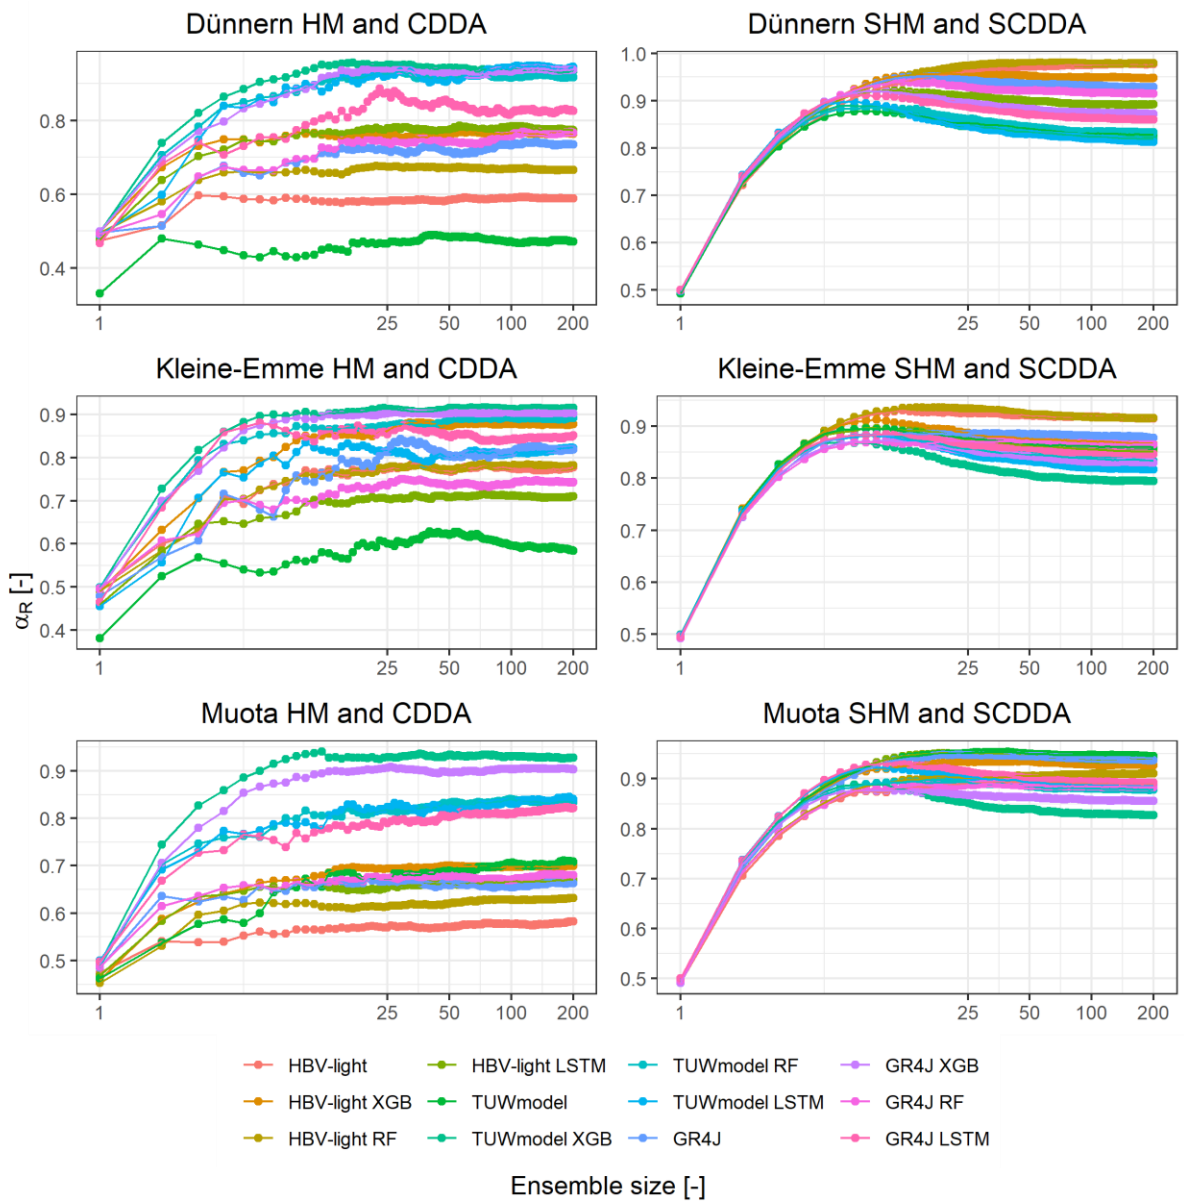 Dünnern HM and CDDA
Dünnern SHM and SCDDA
0.8
0.6
0.4
1 25 50 100 200
1.0
0.9
0.8
0.7
0.6
0.5
1 25 50 100 200
Kleine-Emme HM and CDDA
Kleine-Emme SHM and SCDDA
αR [-]
0.9
0.8
0.7
0.6
0.5
0.4
1 25 50 100 200
0.9
0.8
0.7
0.6
0.5
1 25 50 100 200
Muota HM and CDDA
Muota SHM and SCDDA
0.9
0.8
0.7
0.6
0.5
1 25 50 100 200
0.9
0.8
0.7
0.6
0.5
1 25 50 100 200
HBV-light HBV-light LSTM TUWmodel RF GR4J XGB
HBV-light XGB TUWmodel TUWmodel LSTM GR4J RF
HBV-light RF TUWmodel XGB GR4J GR4J LSTM
Ensemble size [-]